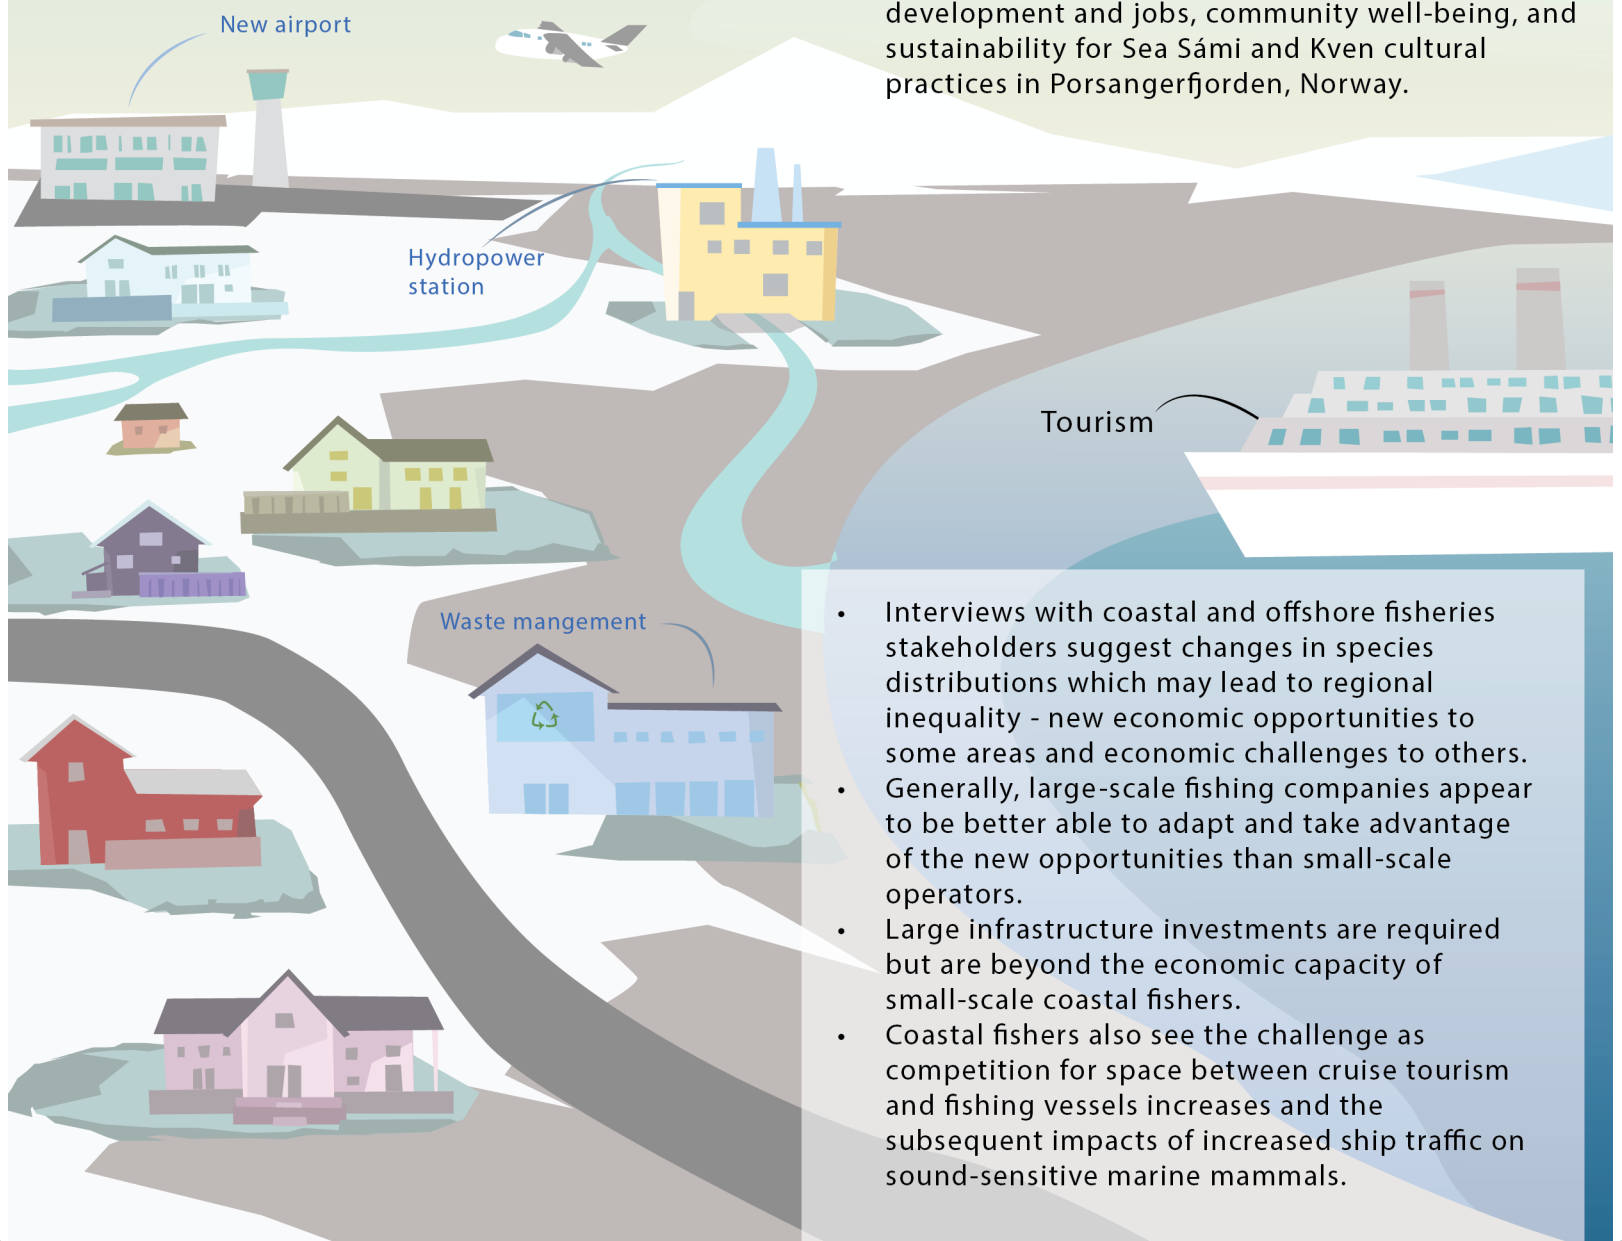 New airport
development and jobs, community well-being, and
sustainability for Sea Sámi and Kven cultural
practices in Porsangerfjorden, Norway.
Hydropower
station
Tourism
Waste mangement
• Interviews with coastal and offshore fisheries
stakeholders suggest changes in species
distributions which may lead to regional
inequality - new economic opportunities to
some areas and economic challenges to others.
• Generally, large-scale fishing companies appear
to be better able to adapt and take advantage
of the new opportunities than small-scale
operators.
• Large infrastructure investments are required
but are beyond the economic capacity of
small-scale coastal fishers.
• Coastal fishers also see the challenge as
competition for space between cruise tourism
and fishing vessels increases and the
subsequent impacts of increased ship traffic on
sound-sensitive marine mammals.